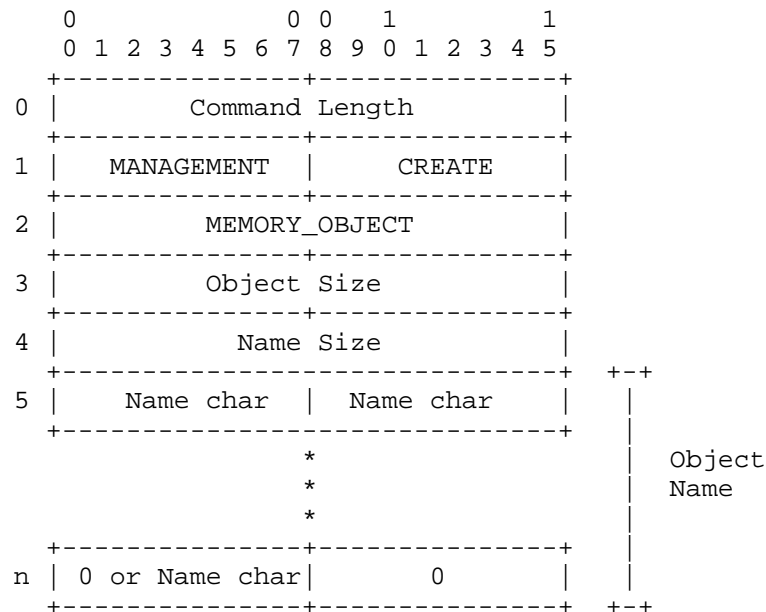 0             0 0   1         1
0 1 2 3 4 5 6 7 8 9 0 1 2 3 4 5
+---------------+---------------+
0 |        Command Length         |
+---------------+---------------+
1 |   MANAGEMENT  |     CREATE    |
+---------------+---------------+
2 |         MEMORY_OBJECT         |
+---------------+---------------+
3 |         Object Size           |
+---------------+---------------+
4 |           Name Size           |
+-------------------------------+  +-+
5 |    Name char  |  Name char    |   |
+-------------------------------+   |
*                   |  Object
*                   |  Name
*                   |
+---------------+---------------+   |
n | 0 or Name char|       0       |   |
+---------------+---------------+  +-+